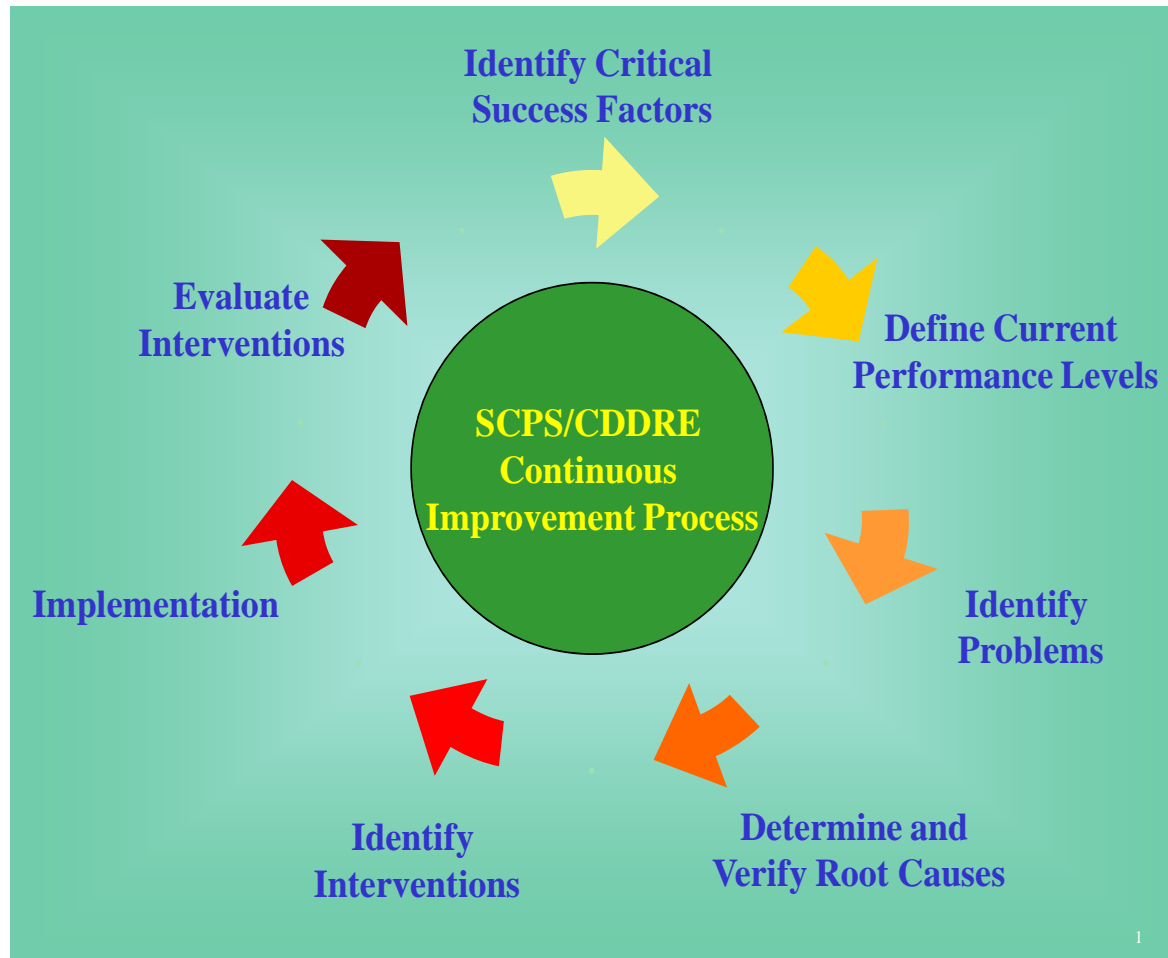 Identify Critical
Success Factors
Define Current
Performance Levels
Identify
Problems
Determine and
Verify Root Causes
Identify
Interventions
Implementation
Evaluate
Interventions
SCPS/CDDRE
Continuous
Improvement Process
1